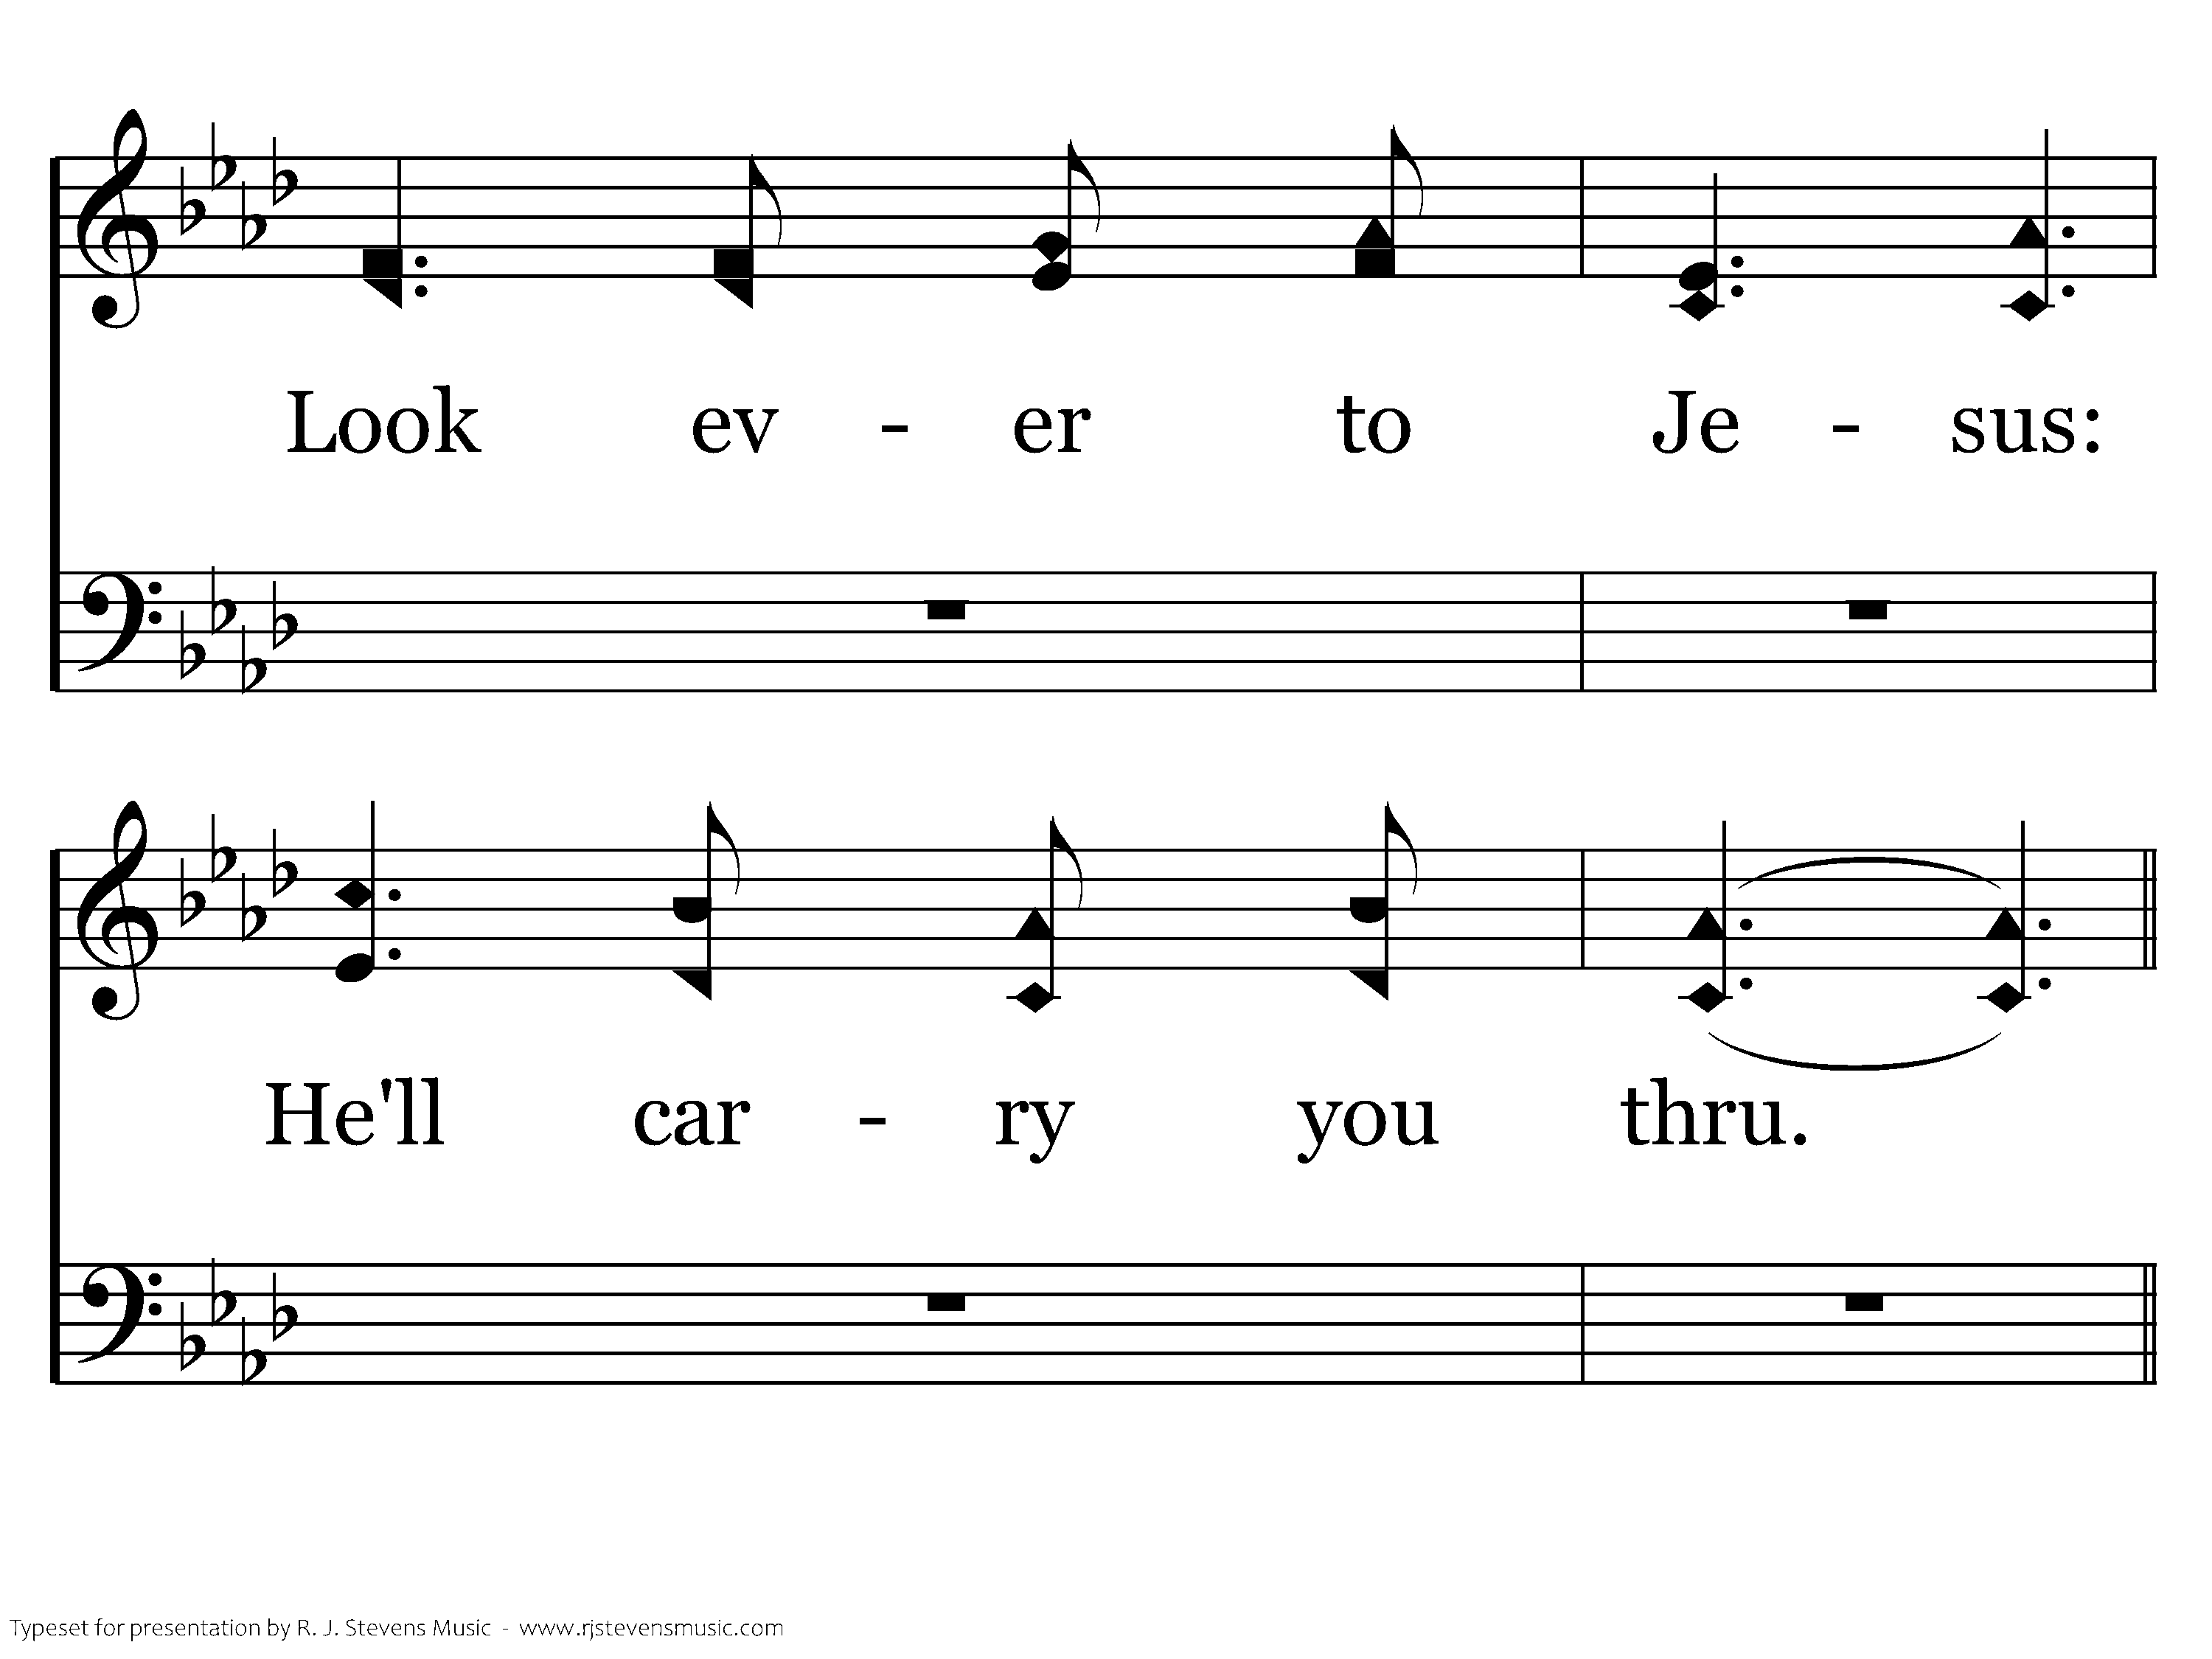 Look ev - er to Je - sus:
He'll car - ry you thru.
Typeset for presentation by R. J. Stevens Music - www.rjstevensmusic.com